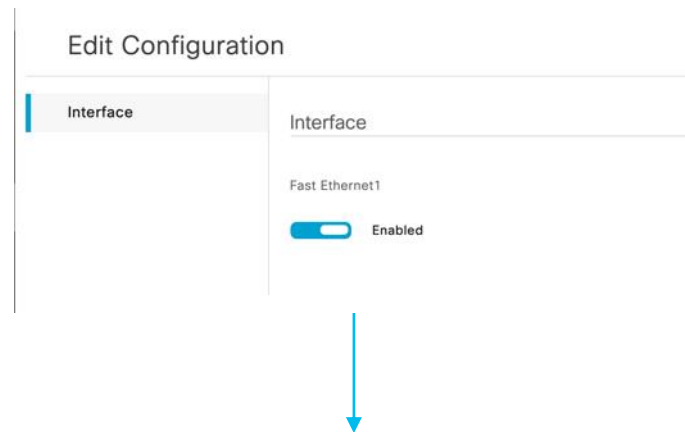 Edit Configuration
Interface
Interface
Fast Ethernet1
Enabled